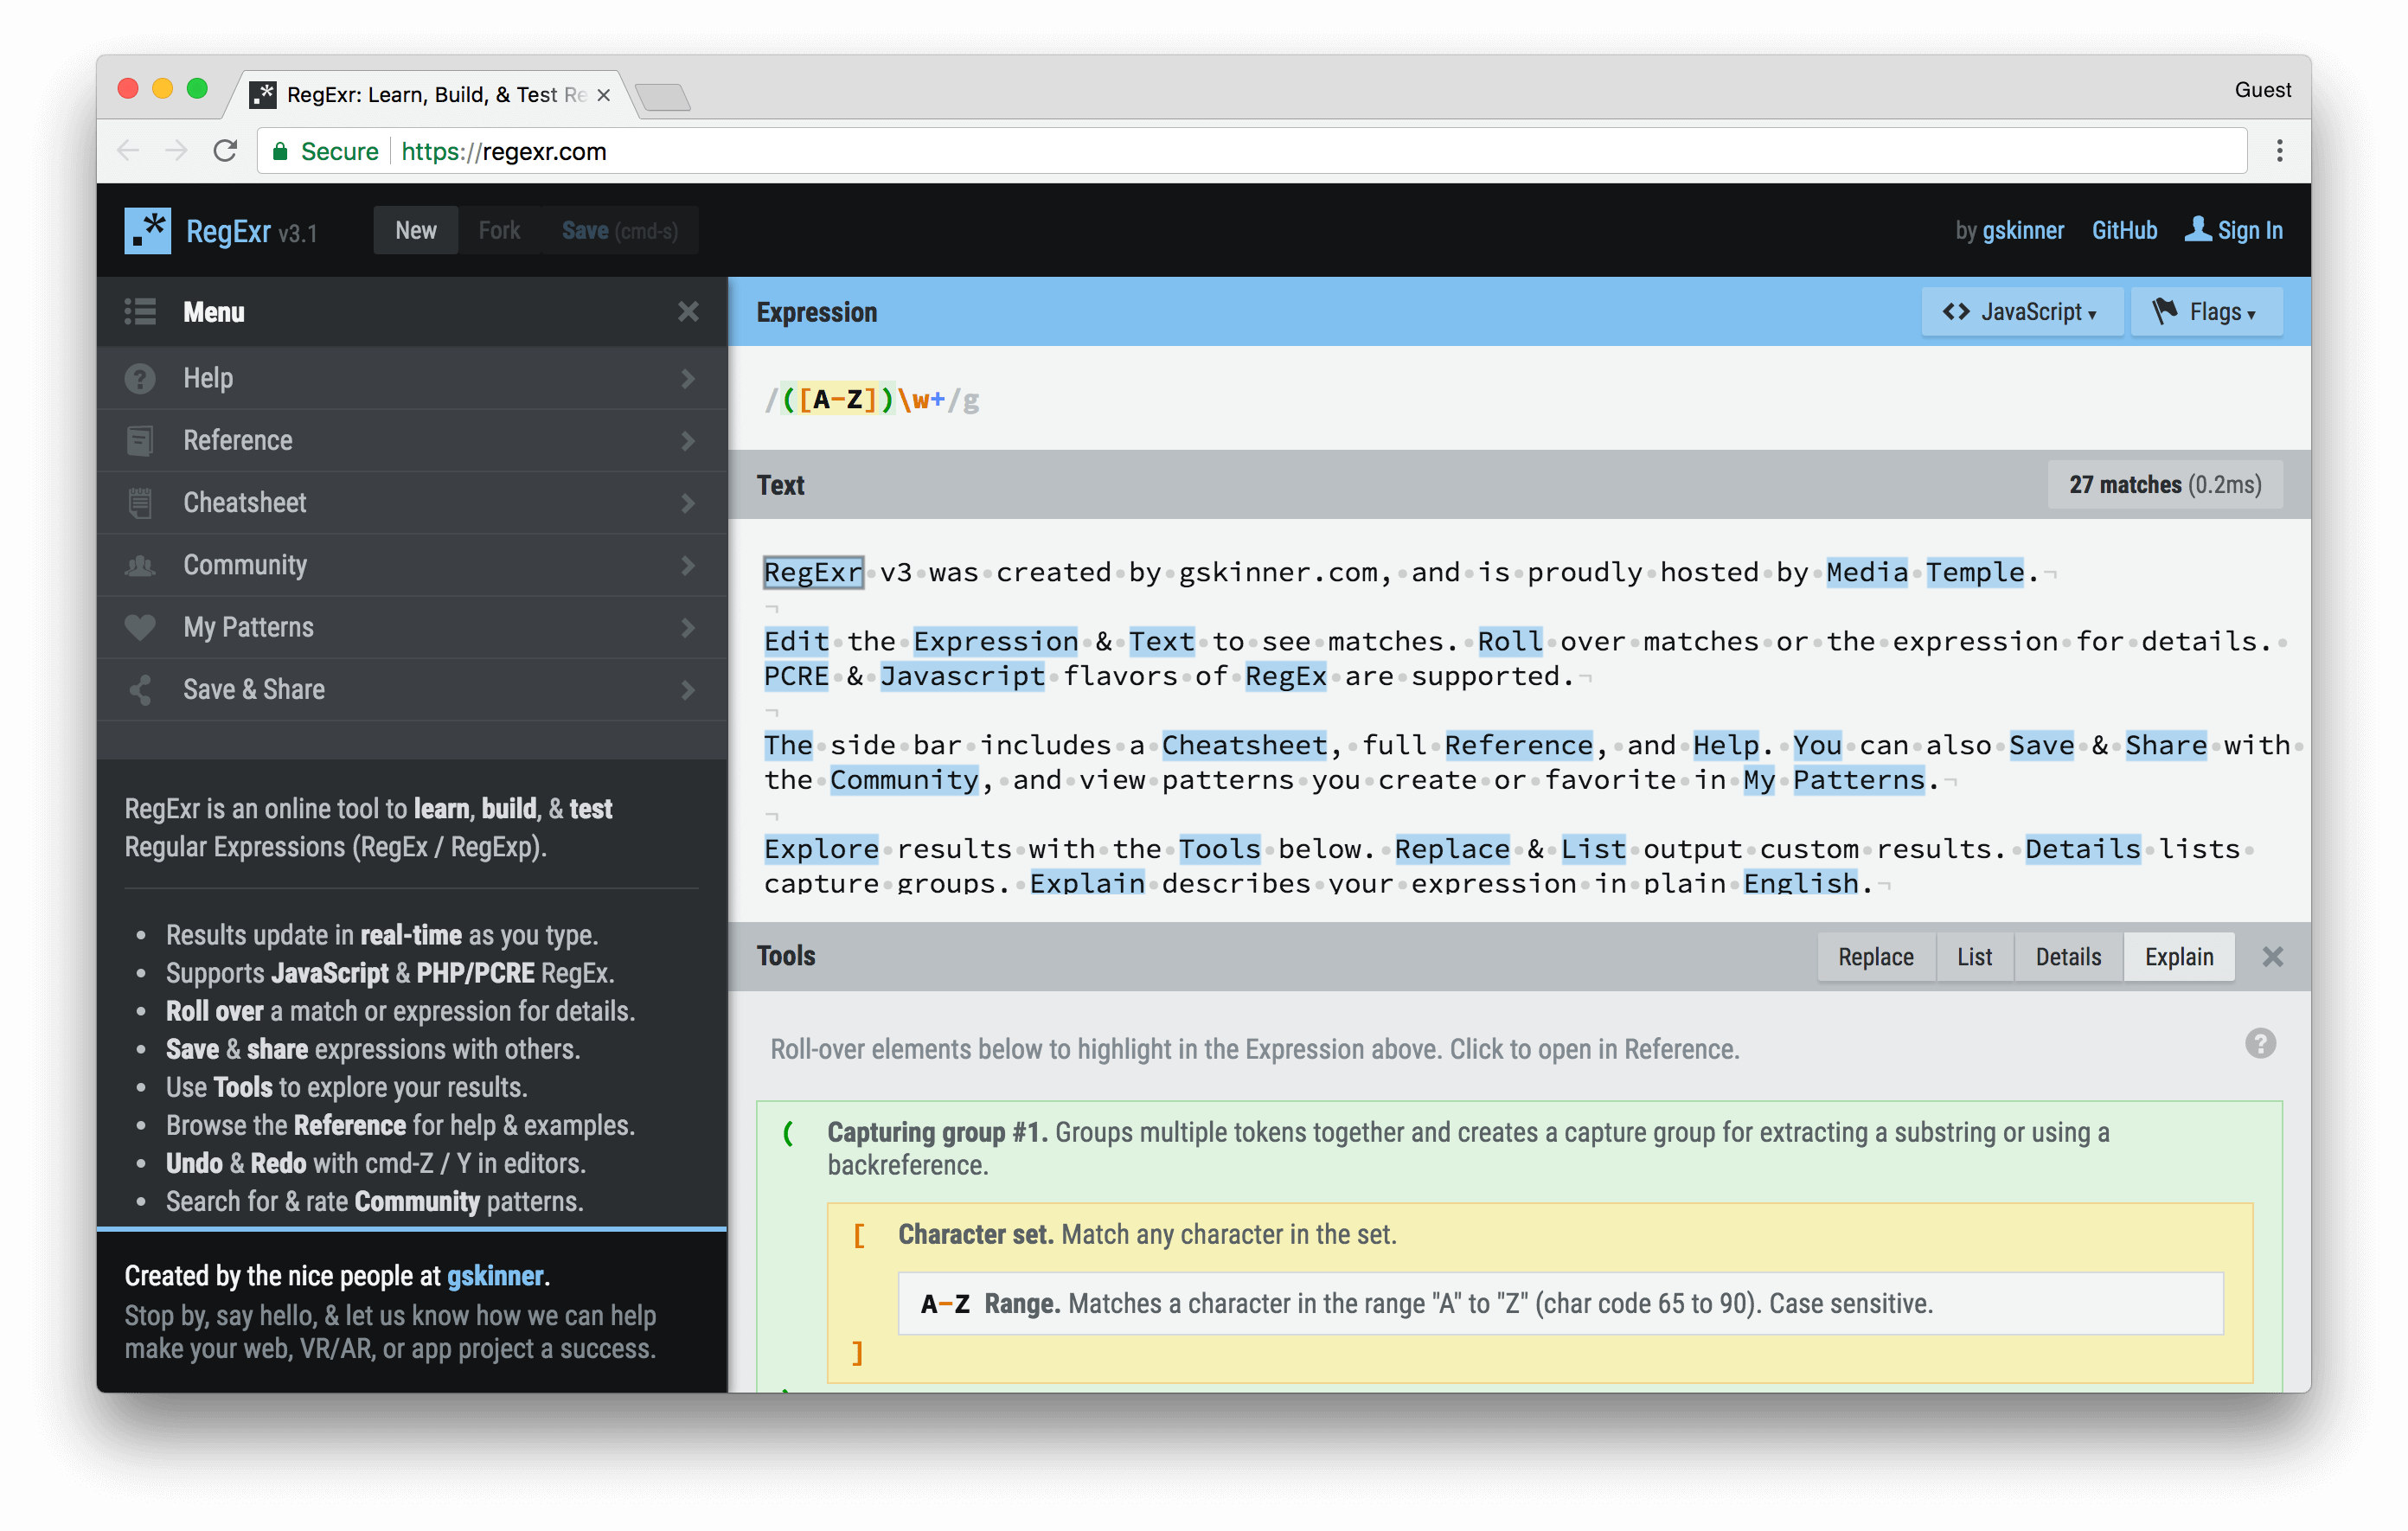 RegExr: Learn, Build, & Test Re
Guest
Secure https://regexr.com
.* RegExr v3.1 New Fork Save (cmd-s) by gskinner GitHub Sign In
Menu
Help
Reference
Cheatsheet
Community
My Patterns
Save & Share
RegExr is an online tool to learn, build, & test
Regular Expressions (RegEx / RegExp).
• Results update in real-time as you type.
• Supports JavaScript & PHP/PCRE RegEx.
• Roll over a match or expression for details.
• Save & share expressions with others.
• Use Tools to explore your results.
• Browse the Reference for help & examples.
• Undo & Redo with cmd-Z / Y in editors.
• Search for & rate Community patterns.
Created by the nice people at gskinner.
Stop by, say hello, & let us know how we can help
make your web, VR/AR, or app project a success.
Expression <> JavaScript ▾ Flags ▾
/([A-Z])\w+/g
Text 27 matches (0.2ms)
RegExr v3 was created by gskinner.com, and is proudly hosted by Media Temple.
Edit the Expression & Text to see matches. Roll over matches or the expression for details.
PCRE & Javascript flavors of RegEx are supported.
The side bar includes a Cheatsheet, full Reference, and Help. You can also Save & Share with
the Community, and view patterns you create or favorite in My Patterns.
Explore results with the Tools below. Replace & List output custom results. Details lists
capture groups. Explain describes your expression in plain English.
Tools Replace List Details Explain
Roll-over elements below to highlight in the Expression above. Click to open in Reference. ?
( Capturing group #1. Groups multiple tokens together and creates a capture group for extracting a substring or using a
backreference.
[ Character set. Match any character in the set.
A-Z Range. Matches a character in the range "A" to "Z" (char code 65 to 90). Case sensitive.
]